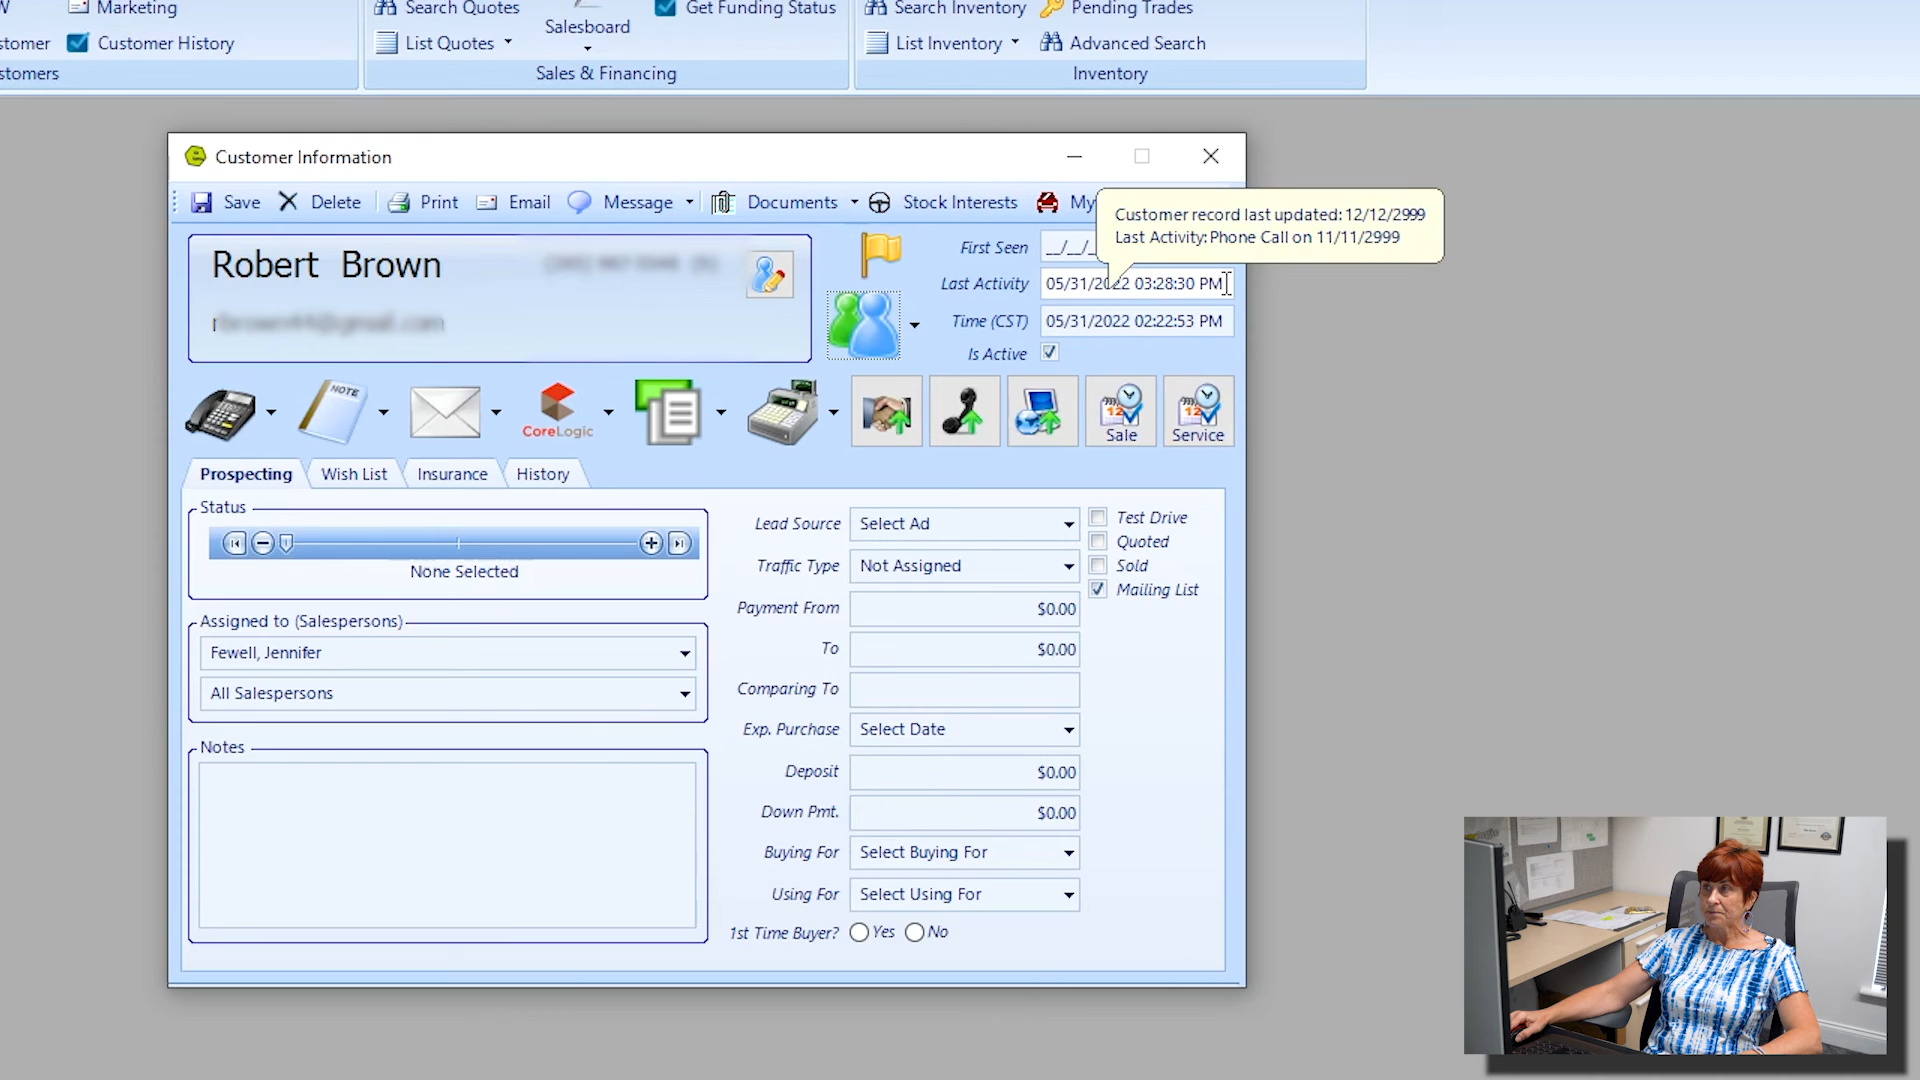 Marketing
Search Quotes
Get Funding Status
Search Inventory
Pending Trades
Customer History
List Quotes
Salesboard
List Inventory
Advanced Search
Sales & Financing
Inventory
Customer Information
Save
Delete
Print
Email
Message
Documents
Stock Interests
My
Customer record last updated: 12/12/2999
Last Activity: Phone Call on 11/11/2999
Robert Brown
First Seen __/__/_
Last Activity 05/31/2022 03:28:30 PM
Time (CST) 05/31/2022 02:22:53 PM
Is Active
NOTE
CoreLogic
12
Sale
12
Service
Prospecting
Wish List
Insurance
History
Status
None Selected
Assigned to (Salespersons)
Fewell, Jennifer
All Salespersons
Notes
Lead Source Select Ad
Traffic Type Not Assigned
Payment From $0.00
To $0.00
Comparing To
Exp. Purchase Select Date
Deposit $0.00
Down Pmt. $0.00
Buying For Select Buying For
Using For Select Using For
1st Time Buyer? Yes No
Test Drive
Quoted
Sold
Mailing List